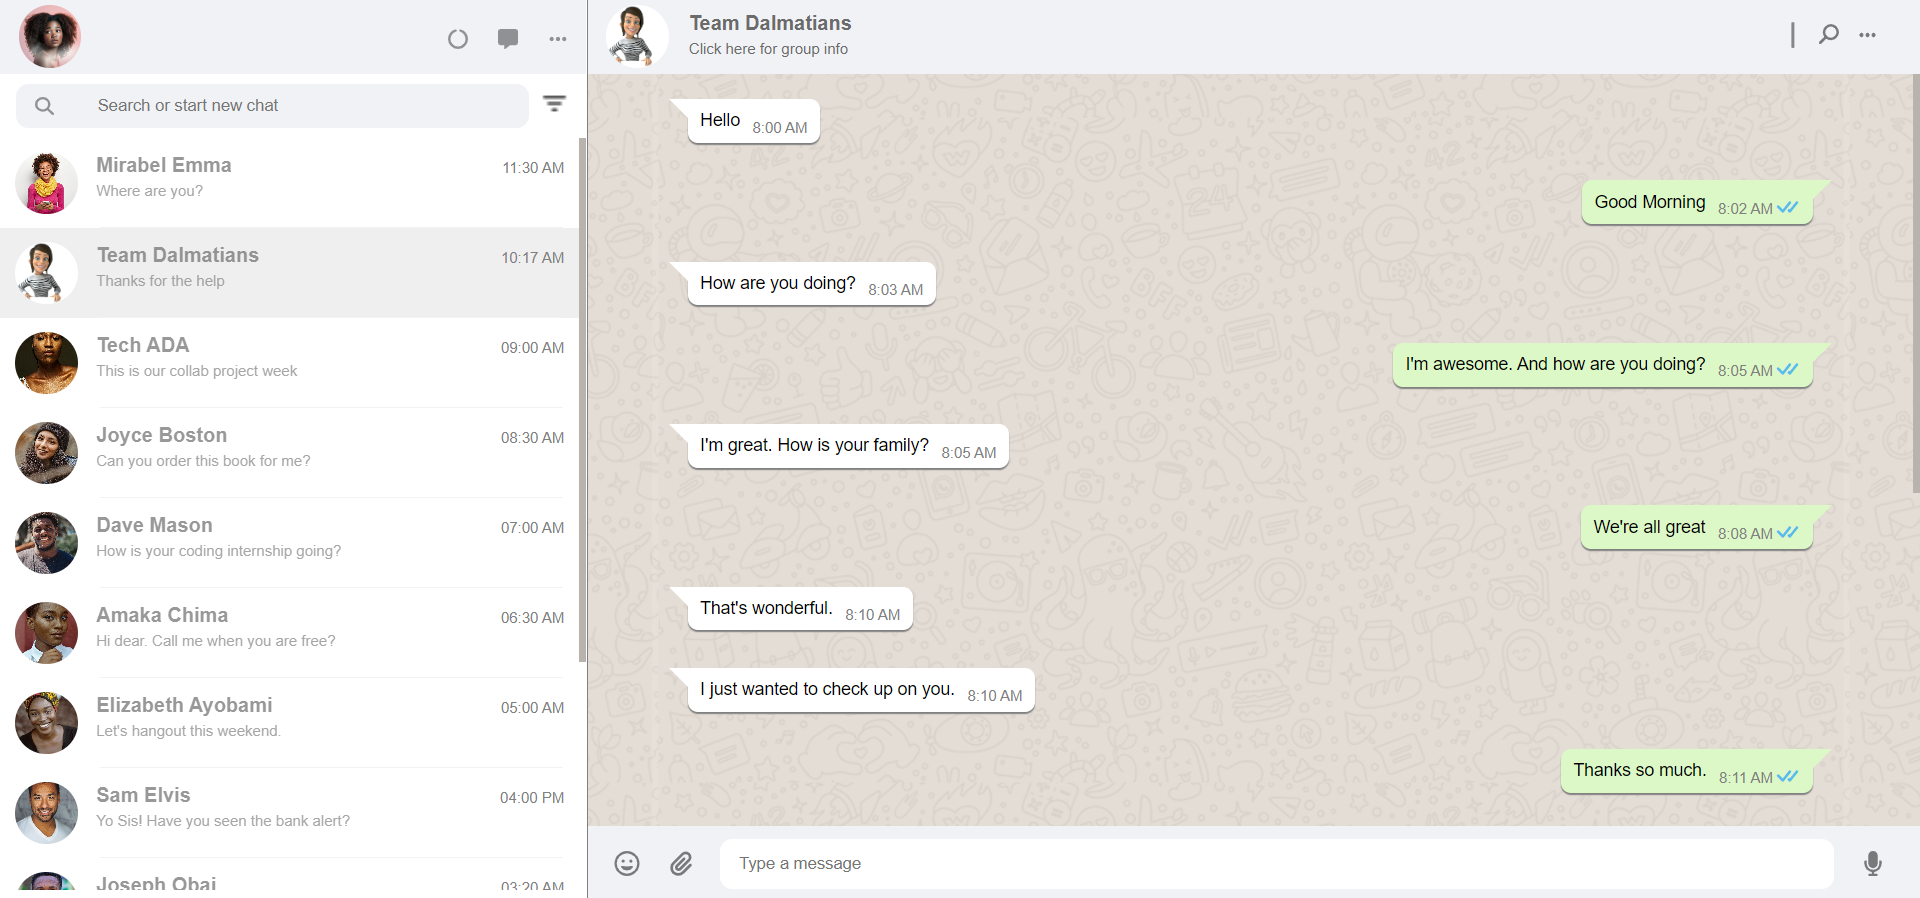 Search or start new chat
Mirabel Emma
11:30 AM
Where are you?
Team Dalmatians
10:17 AM
Thanks for the help
Tech ADA
09:00 AM
This is our collab project week
Joyce Boston
08:30 AM
Can you order this book for me?
Dave Mason
07:00 AM
How is your coding internship going?
Amaka Chima
06:30 AM
Hi dear. Call me when you are free?
Elizabeth Ayobami
05:00 AM
Let's hangout this weekend.
Sam Elvis
04:00 PM
Yo Sis! Have you seen the bank alert?
Joseph Obai
03:20 AM
Team Dalmatians
Click here for group info
Hello 8:00 AM
Good Morning 8:02 AM
How are you doing? 8:03 AM
I'm awesome. And how are you doing? 8:05 AM
I'm great. How is your family? 8:05 AM
We're all great 8:08 AM
That's wonderful. 8:10 AM
I just wanted to check up on you. 8:10 AM
Thanks so much. 8:11 AM
Type a message